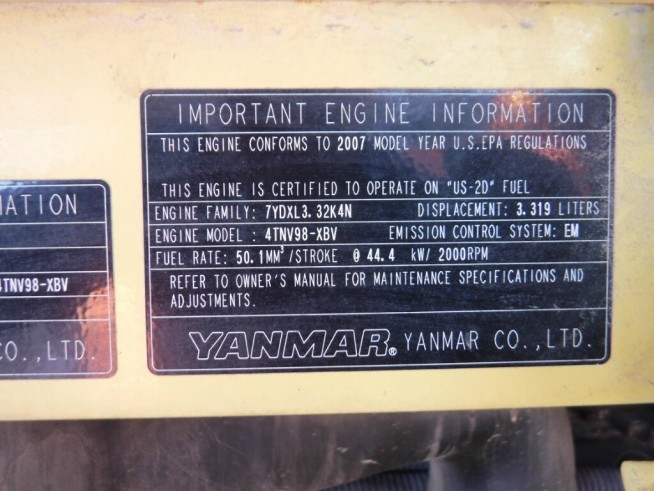 IMPORTANT ENGINE INFORMATION
THIS ENGINE CONFORMS TO 2007 MODEL YEAR U.S.EPA REGULATIONS
THIS ENGINE IS CERTIFIED TO OPERATE ON "US-2D" FUEL
ENGINE FAMILY: 7YDXL3.32K4N DISPLACEMENT: 3.319 LITERS
ENGINE MODEL : 4TNV98-XBV EMISSION CONTROL SYSTEM: EM
FUEL RATE: 50.1MM³/STROKE @ 44.4 kW/ 2000RPM
REFER TO OWNER'S MANUAL FOR MAINTENANCE SPECIFICATIONS AND
ADJUSTMENTS.
YANMAR® YANMAR CO.,LTD.
MATION
4TNV98-XBV
CO.,LTD.